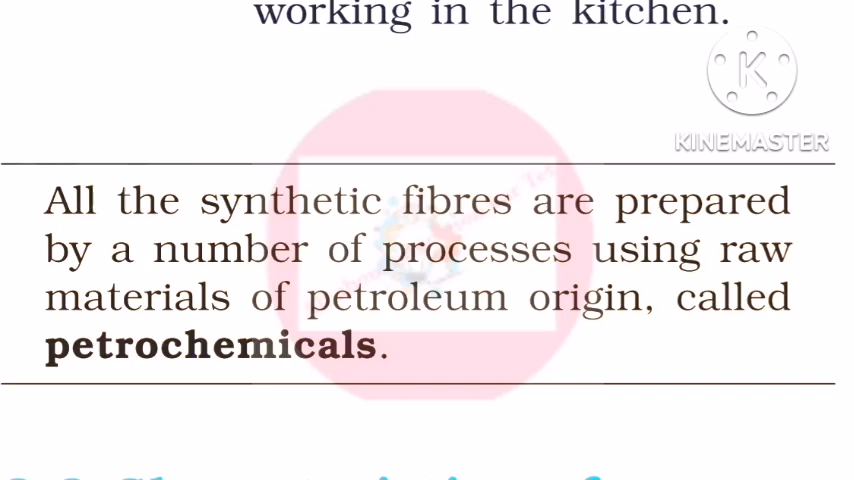 working in the kitchen.
KINEMASTER
All the synthetic fibres are prepared
by a number of processes using raw
materials of petroleum origin, called
petrochemicals.